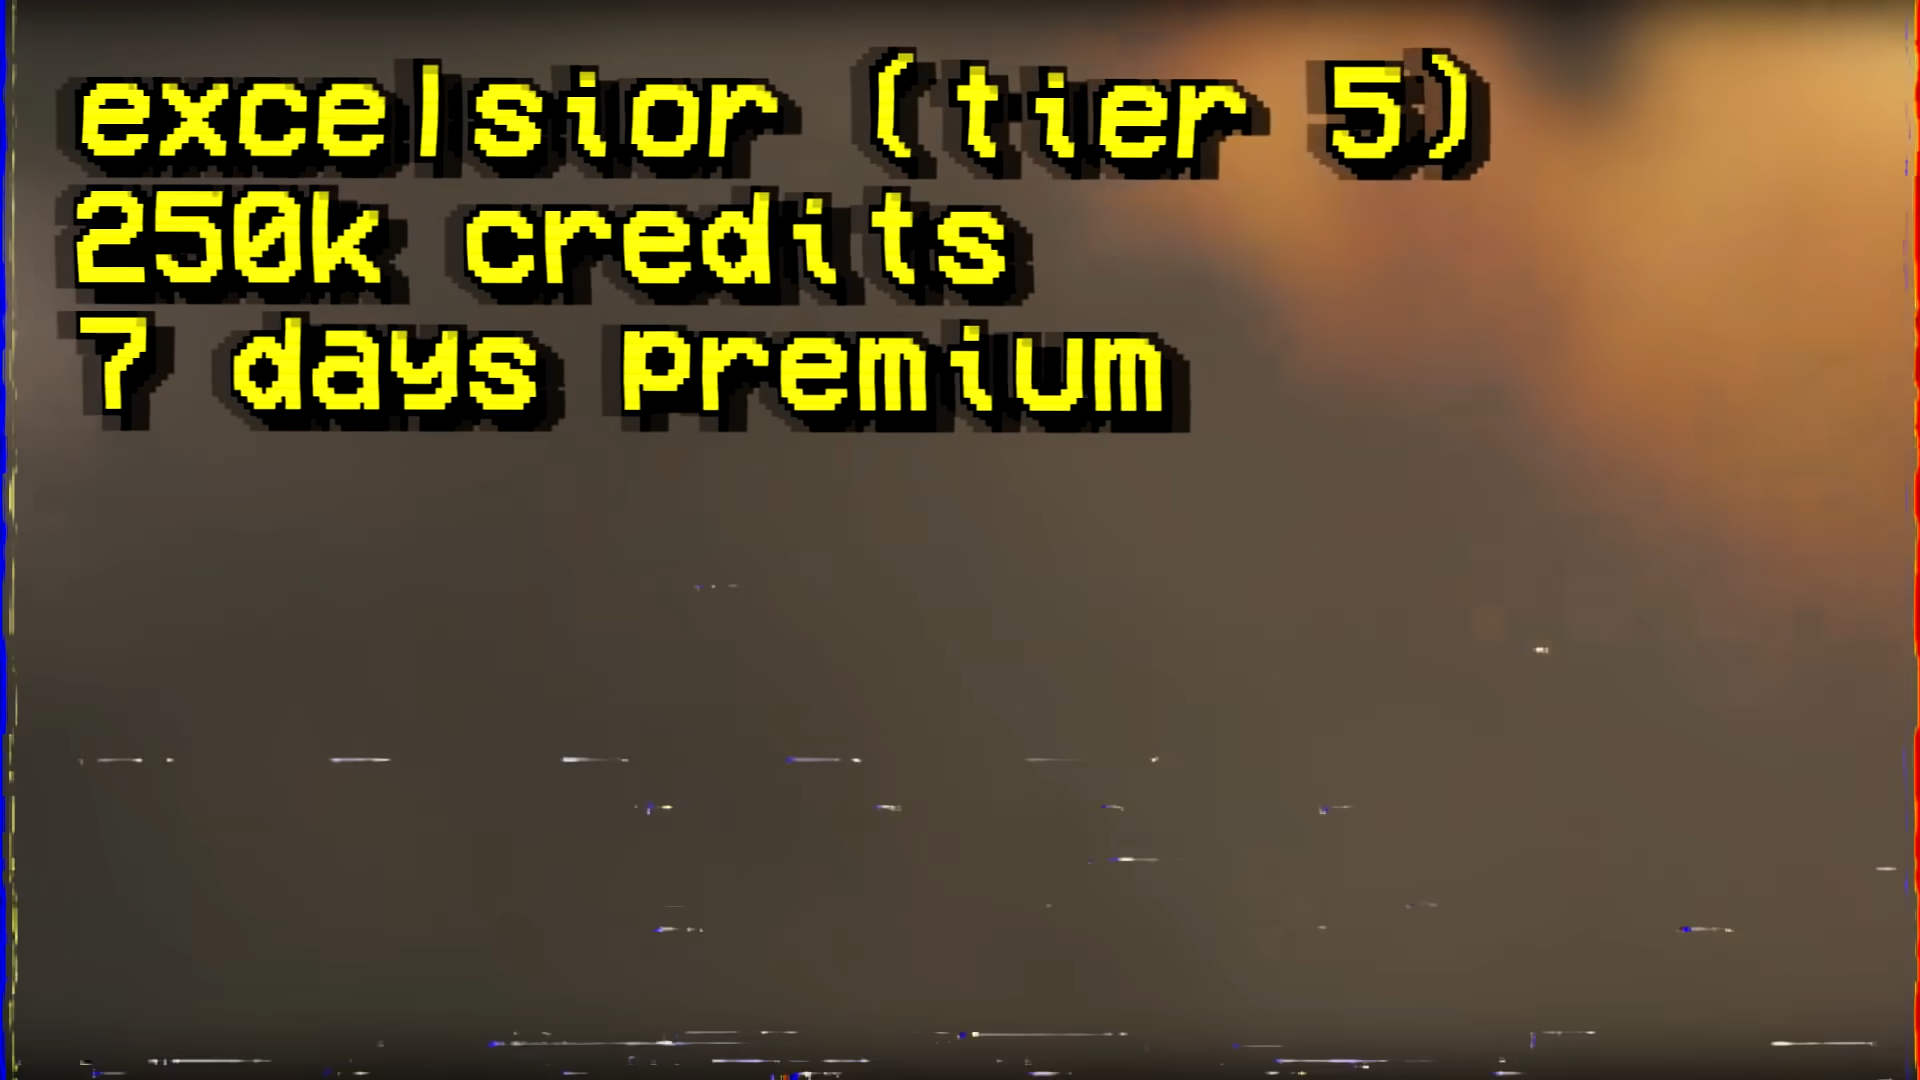 excelsior (tier 5)
250k credits
7 days premium